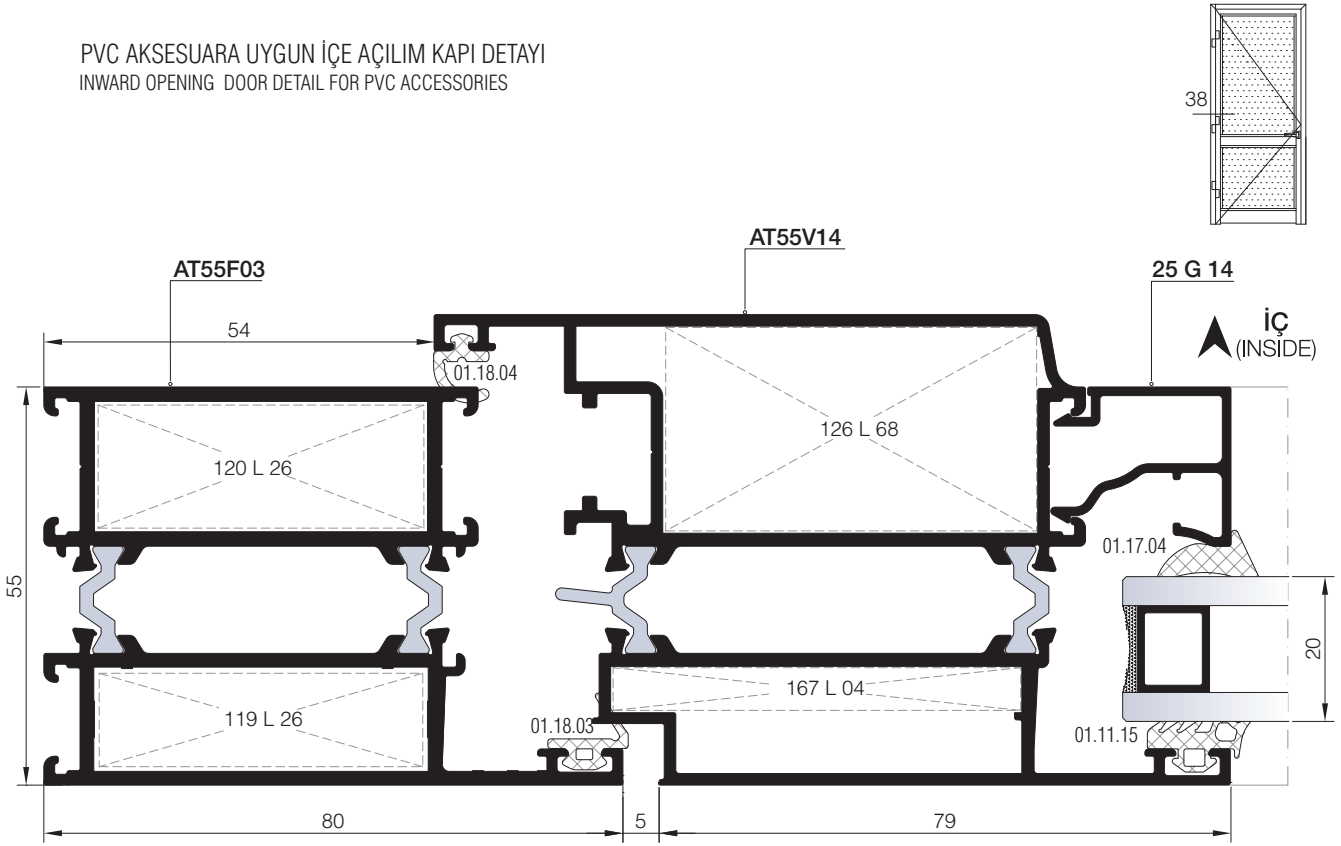 PVC AKSESUARA UYGUN İÇE AÇILIM KAPI DETAYI
INWARD OPENING DOOR DETAIL FOR PVC ACCESSORIES
38
AT55V14
AT55F03
25 G 14
54
İÇ
(INSIDE)
01.18.04
126 L 68
120 L 26
01.17.04
55
20
167 L 04
119 L 26
01.18.03
01.11.15
80
5
79